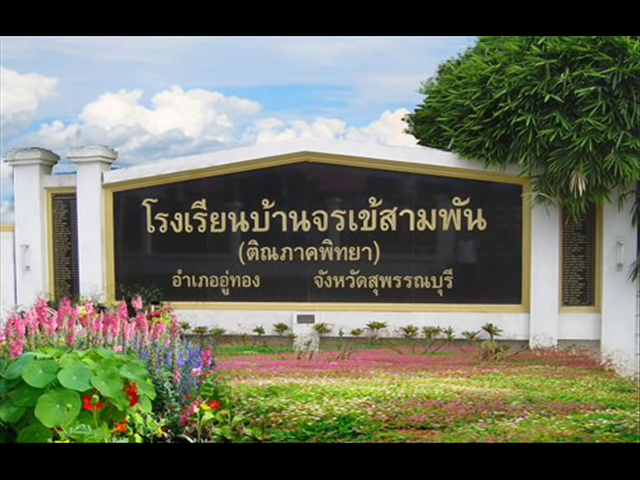 โรงเรียนบ้านจรเข้สามพัน
(ติณภาคพิทยา)
อำเภออู่ทอง จังหวัดสุพรรณบุรี